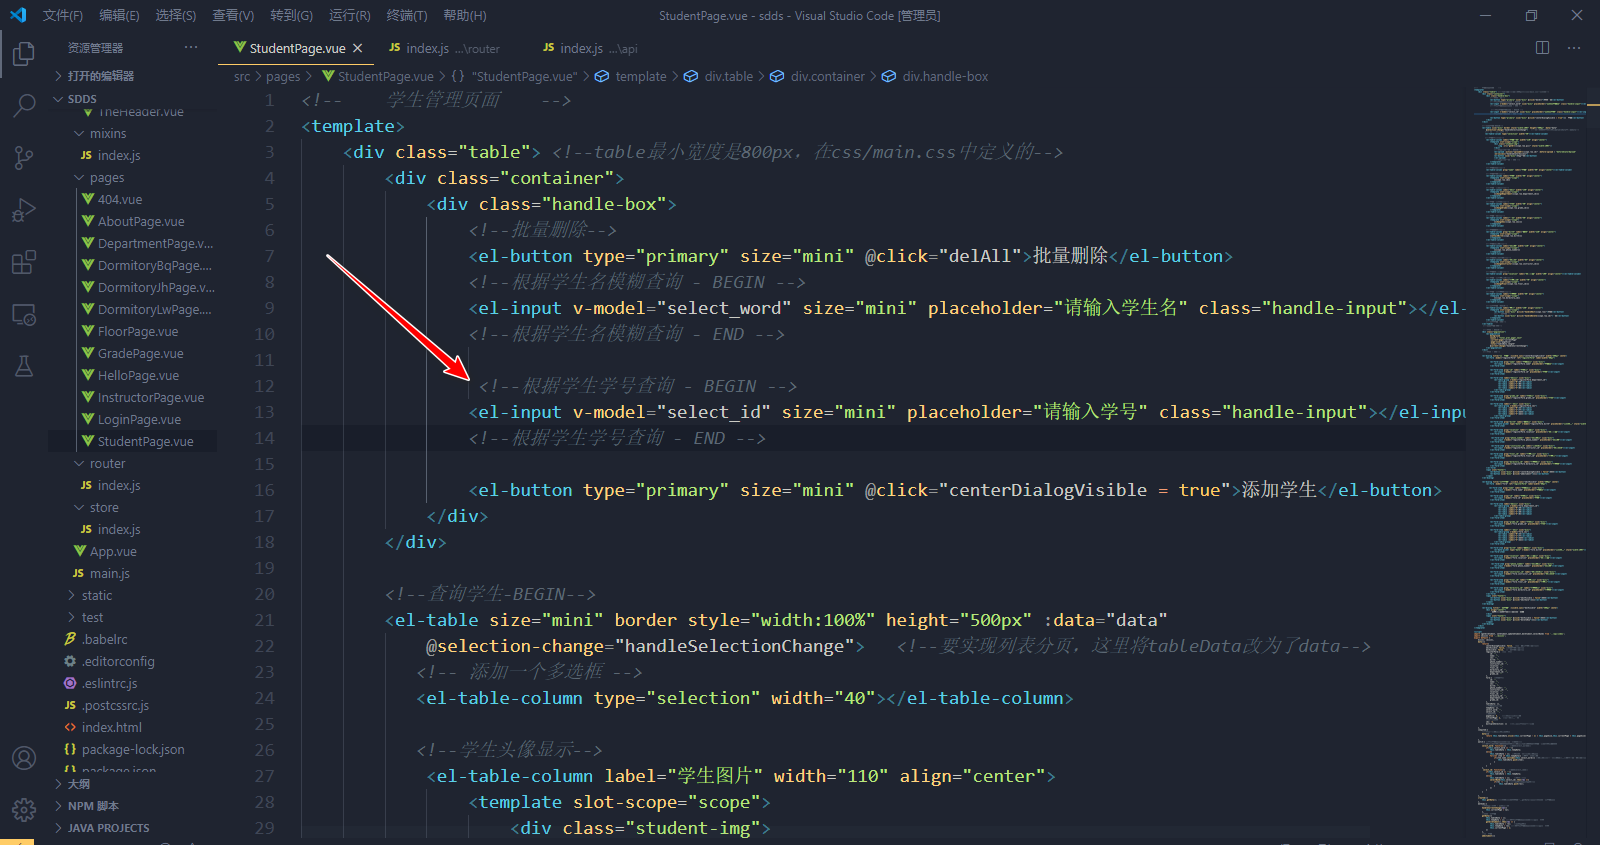 文件(F) 编辑(E) 选择(S) 查看(V) 转到(G) 运行(R) 终端(T) 帮助(H) StudentPage.vue - sdds - Visual Studio Code [管理员]
资源管理器 ···
StudentPage.vue JS index.js ...\router JS index.js ...\api
打开的编辑器
src > pages > StudentPage.vue > {} "StudentPage.vue" > template > div.table > div.container > div.handle-box
SDDS
TheHeader.vue
mixins
JS index.js
pages
404.vue
AboutPage.vue
DepartmentPage.v...
DormitoryBqPage....
DormitoryJhPage.v...
DormitoryLwPage....
FloorPage.vue
GradePage.vue
HelloPage.vue
InstructorPage.vue
LoginPage.vue
StudentPage.vue
router
JS index.js
store
JS index.js
App.vue
JS main.js
static
test
.babelrc
.editorconfig
.eslintrc.js
JS .postcssrc.js
<> index.html
{} package-lock.json
{} package.json
大纲
NPM 脚本
JAVA PROJECTS
1 <!-- 学生管理页面 -->
2 <template>
3 <div class="table"> <!--table最小宽度是800px，在css/main.css中定义的-->
4 <div class="container">
5 <div class="handle-box">
6 <!--批量删除-->
7 <el-button type="primary" size="mini" @click="delAll">批量删除</el-button>
8 <!--根据学生名模糊查询 - BEGIN -->
9 <el-input v-model="select_word" size="mini" placeholder="请输入学生名" class="handle-input"></el-
10 <!--根据学生名模糊查询 - END -->
11
12 <!--根据学生学号查询 - BEGIN -->
13 <el-input v-model="select_id" size="mini" placeholder="请输入学号" class="handle-input"></el-inpu
14 <!--根据学生学号查询 - END -->
15
16 <el-button type="primary" size="mini" @click="centerDialogVisible = true">添加学生</el-button>
17 </div>
18 </div>
19
20 <!--查询学生-BEGIN-->
21 <el-table size="mini" border style="width:100%" height="500px" :data="data"
22 @selection-change="handleSelectionChange"> <!--要实现列表分页，这里将tableData改为了data-->
23 <!-- 添加一个多选框 -->
24 <el-table-column type="selection" width="40"></el-table-column>
25
26 <!--学生头像显示-->
27 <el-table-column label="学生图片" width="110" align="center">
28 <template slot-scope="scope">
29 <div class="student-img">